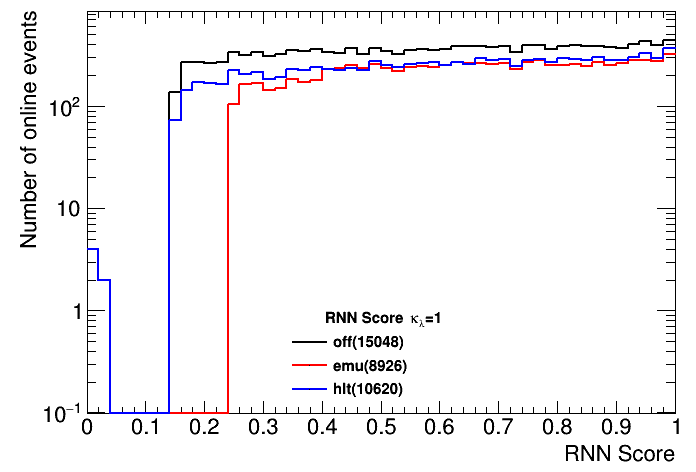 Number of online events
10²
10
1
10⁻¹
RNN Score κλ=1
off(15048)
emu(8926)
hlt(10620)
0 0.1 0.2 0.3 0.4 0.5 0.6 0.7 0.8 0.9 1
RNN Score